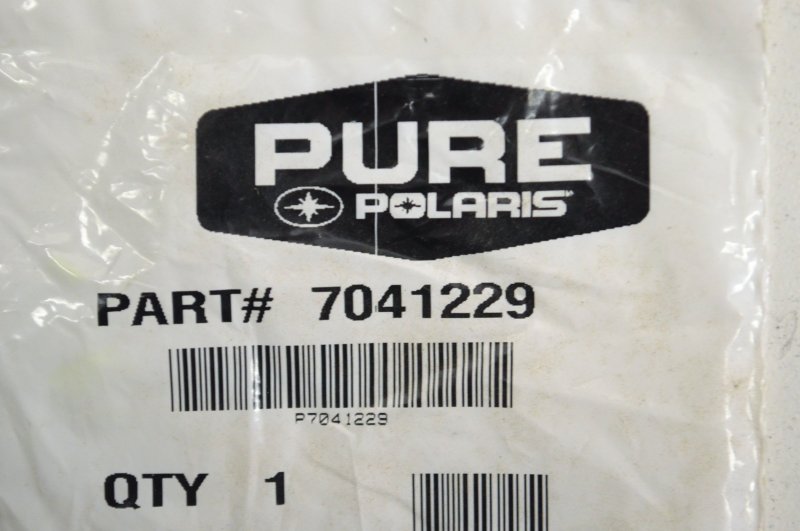 PURE
POLARIS
PART# 7041229
P7041229
QTY 1